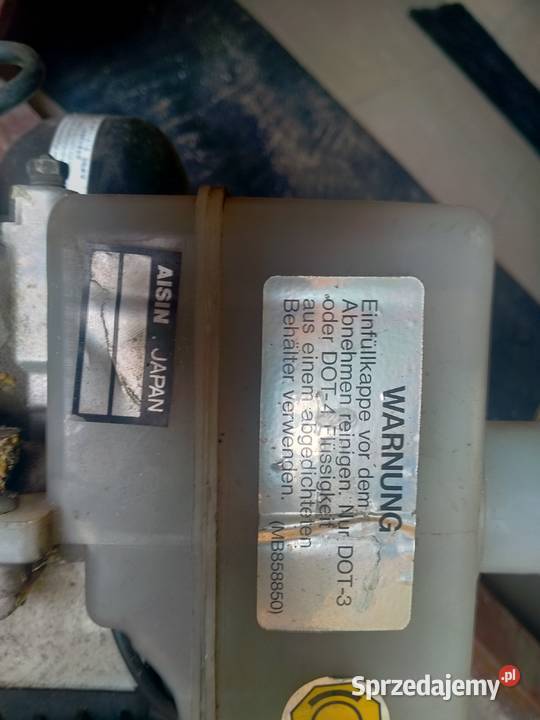 AISIN . JAPAN
WARNUNG
Einfüllkappe vor dem
Abnehmen reinigen. Nur DOT-3
oder DOT-4 Flüssigkeit
aus einem abgedichteten
Behälter verwenden.
(MB858850)
Sprzedajemy.pl